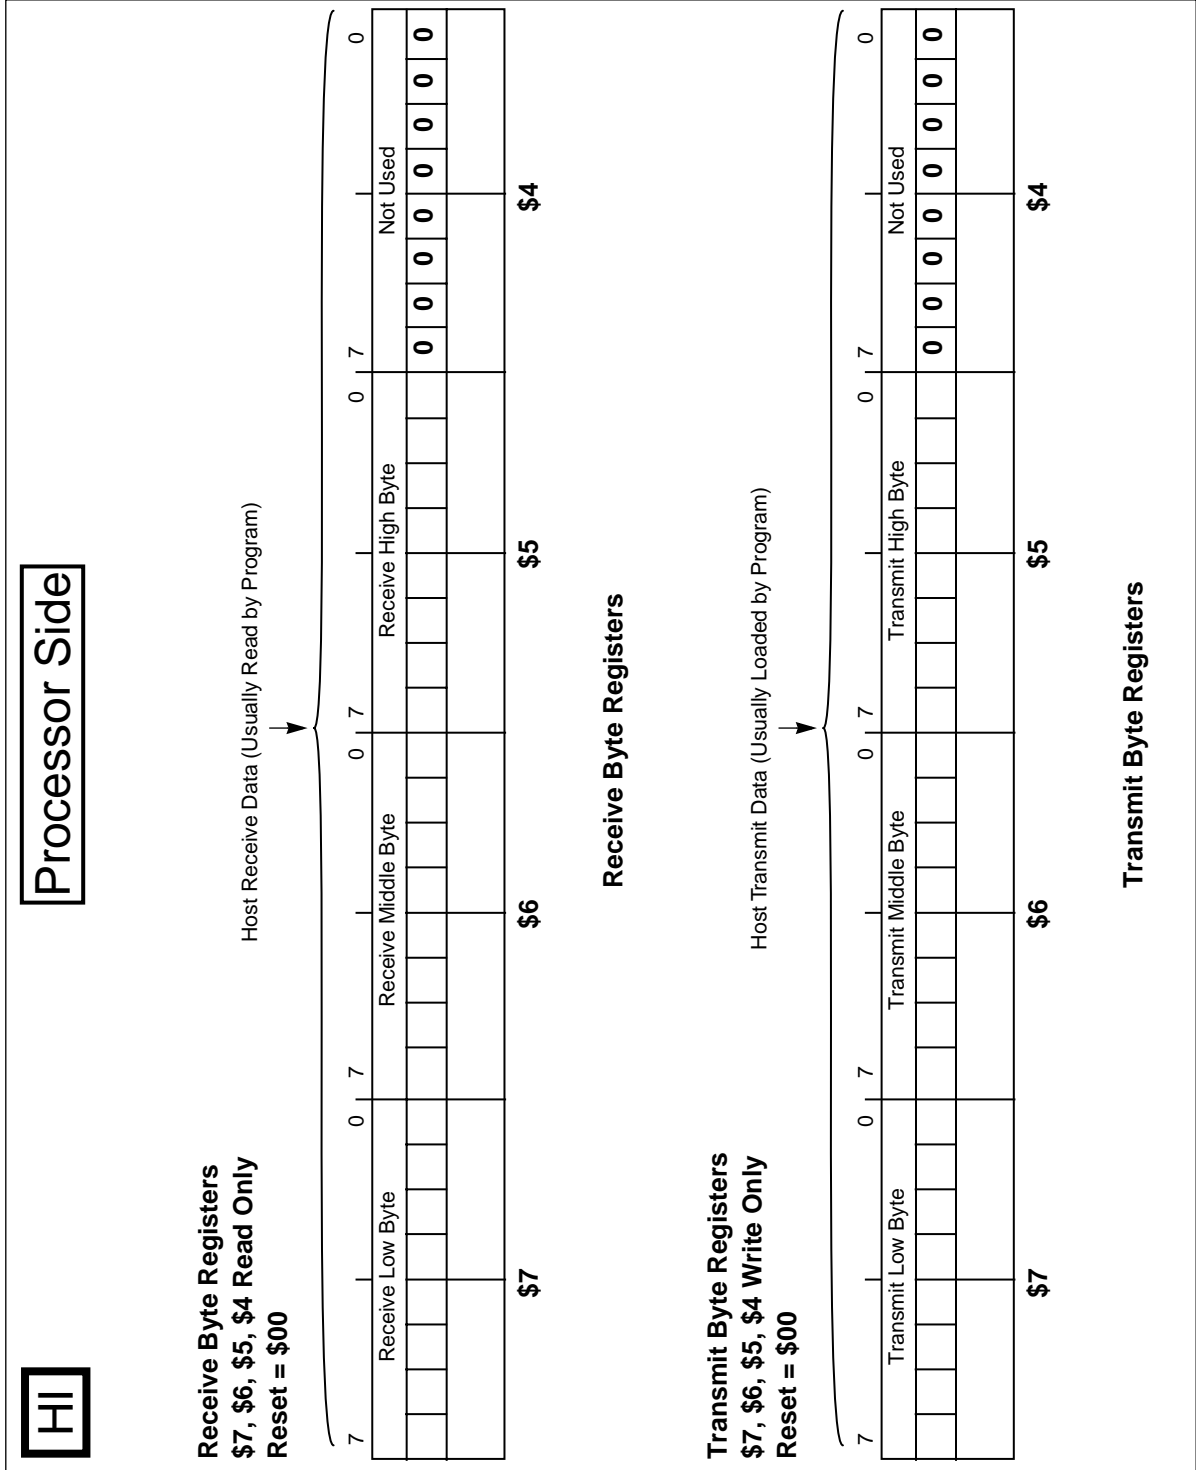 HI
Processor Side
Receive Byte Registers
$7, $6, $5, $4 Read Only
Reset = $00
Host Receive Data (Usually Read by Program)
7 0 7 0 7 0 7 0
Receive Low Byte Receive Middle Byte Receive High Byte Not Used
0 0 0 0 0 0 0 0
$7 $6 $5 $4
Receive Byte Registers
Transmit Byte Registers
$7, $6, $5, $4 Write Only
Reset = $00
Host Transmit Data (Usually Loaded by Program)
7 0 7 0 7 0 7 0
Transmit Low Byte Transmit Middle Byte Transmit High Byte Not Used
0 0 0 0 0 0 0 0
$7 $6 $5 $4
Transmit Byte Registers